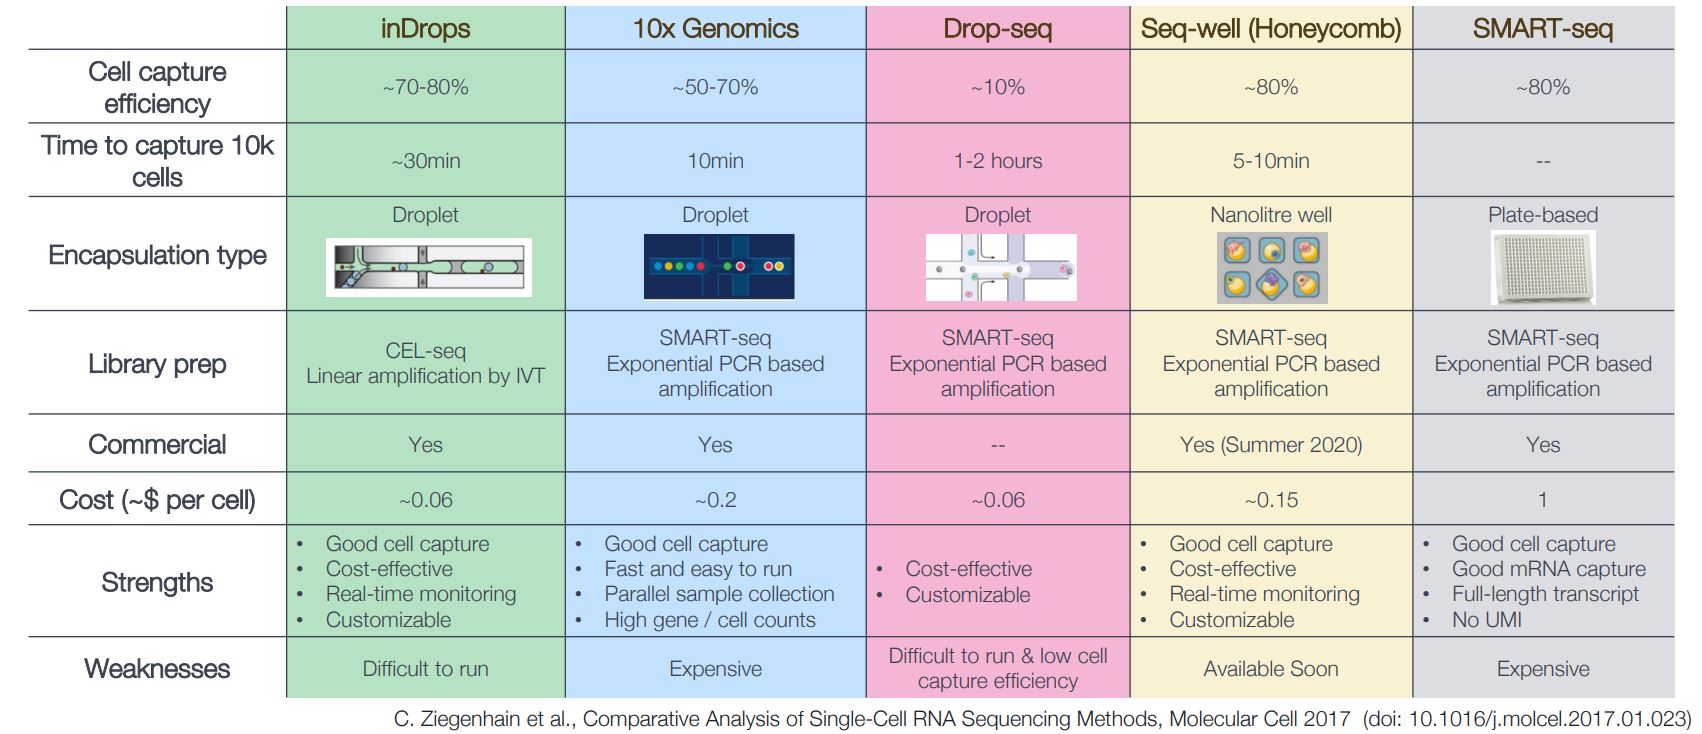 inDrops 10x Genomics Drop-seq Seq-well (Honeycomb) SMART-seq
Cell capture
efficiency
~70-80% ~50-70% ~10% ~80% ~80%
Time to capture 10k
cells
~30min 10min 1-2 hours 5-10min --
Encapsulation type
Droplet Droplet Droplet Nanolitre well Plate-based
Library prep
CEL-seq
Linear amplification by IVT
SMART-seq
Exponential PCR based
amplification
SMART-seq
Exponential PCR based
amplification
SMART-seq
Exponential PCR based
amplification
SMART-seq
Exponential PCR based
amplification
Commercial Yes Yes -- Yes (Summer 2020) Yes
Cost (~$ per cell) ~0.06 ~0.2 ~0.06 ~0.15 1
Strengths
• Good cell capture
• Cost-effective
• Real-time monitoring
• Customizable
• Good cell capture
• Fast and easy to run
• Parallel sample collection
• High gene / cell counts
• Cost-effective
• Customizable
• Good cell capture
• Cost-effective
• Real-time monitoring
• Customizable
• Good cell capture
• Good mRNA capture
• Full-length transcript
• No UMI
Weaknesses
Difficult to run
Expensive
Difficult to run & low cell
capture efficiency
Available Soon
Expensive
C. Ziegenhain et al., Comparative Analysis of Single-Cell RNA Sequencing Methods, Molecular Cell 2017 (doi: 10.1016/j.molcel.2017.01.023)